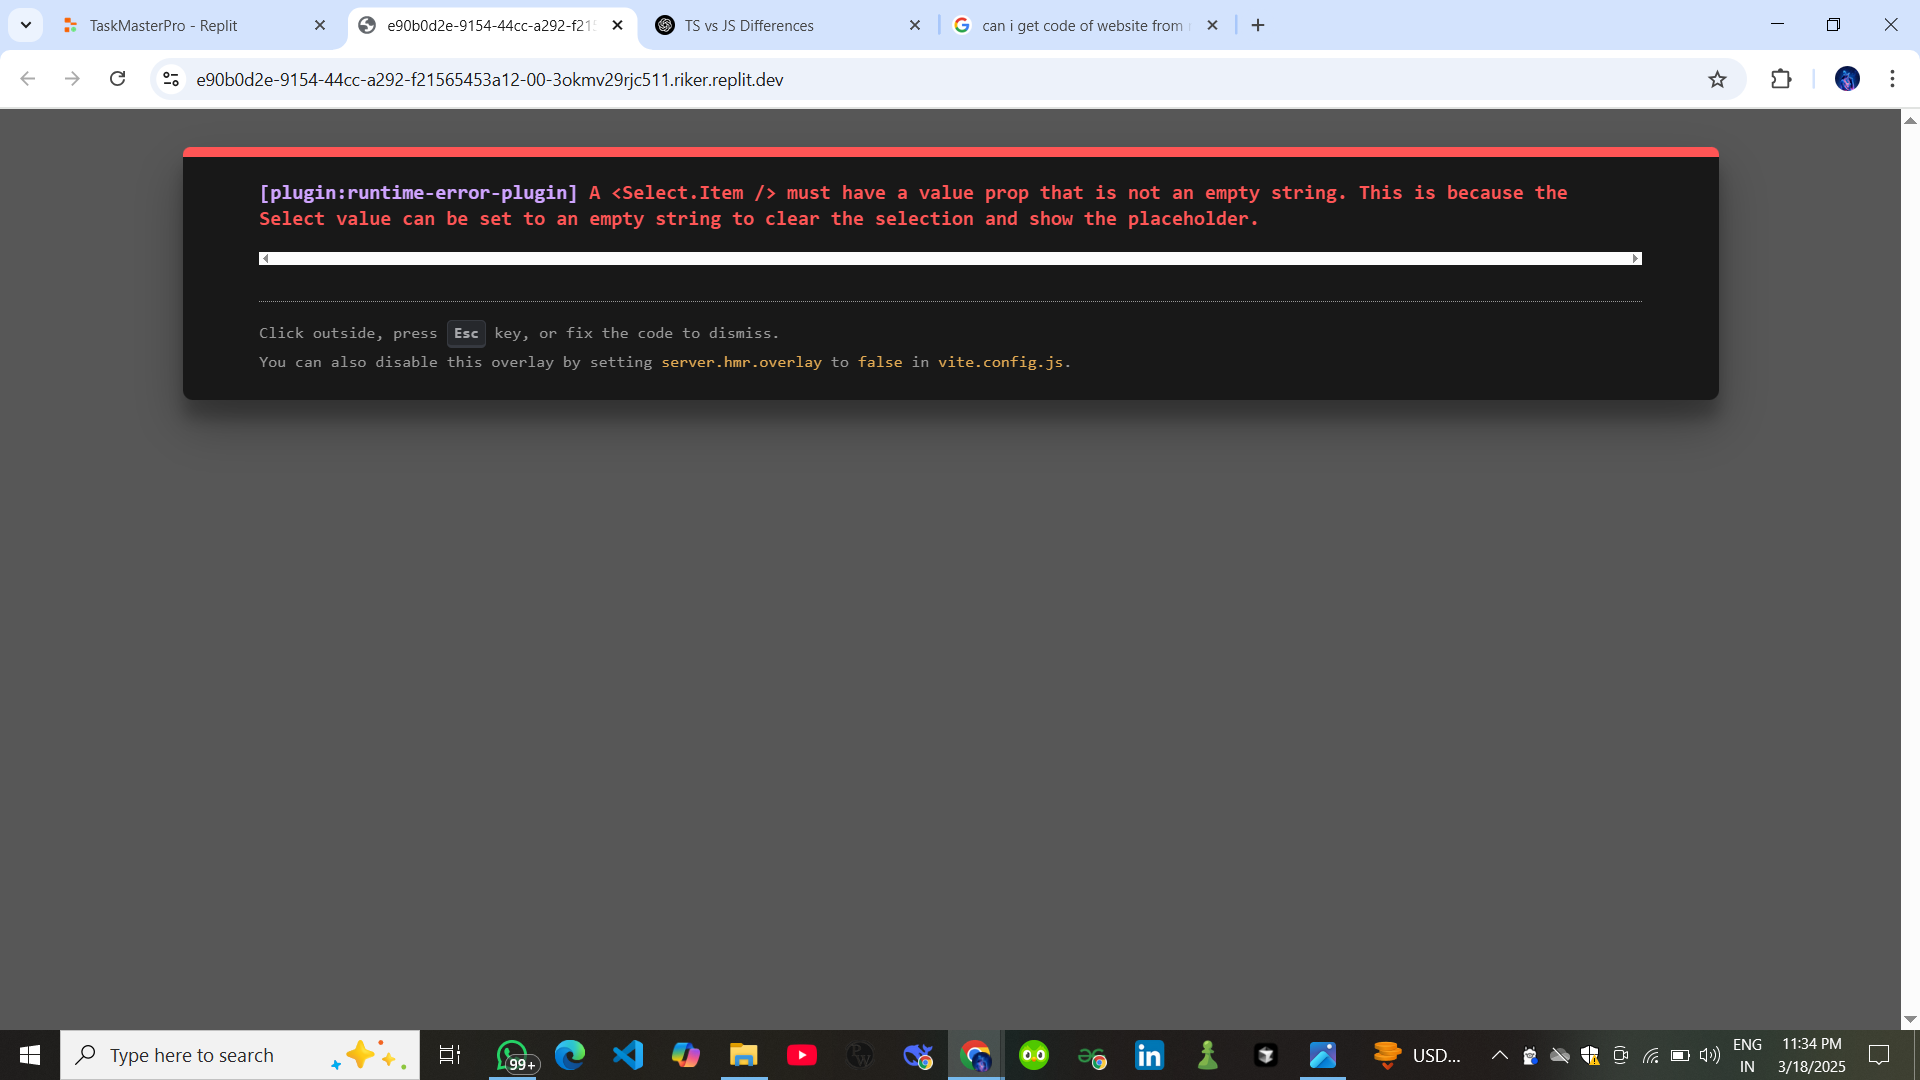 TaskMasterPro - Replit
e90b0d2e-9154-44cc-a292-f215
TS vs JS Differences
can i get code of website from
e90b0d2e-9154-44cc-a292-f21565453a12-00-3okmv29rjc511.riker.replit.dev
[plugin:runtime-error-plugin] A <Select.Item /> must have a value prop that is not an empty string. This is because the
Select value can be set to an empty string to clear the selection and show the placeholder.
Click outside, press Esc key, or fix the code to dismiss.
You can also disable this overlay by setting server.hmr.overlay to false in vite.config.js.
Type here to search
99+
in
USD...
ENG
IN
11:34 PM
3/18/2025